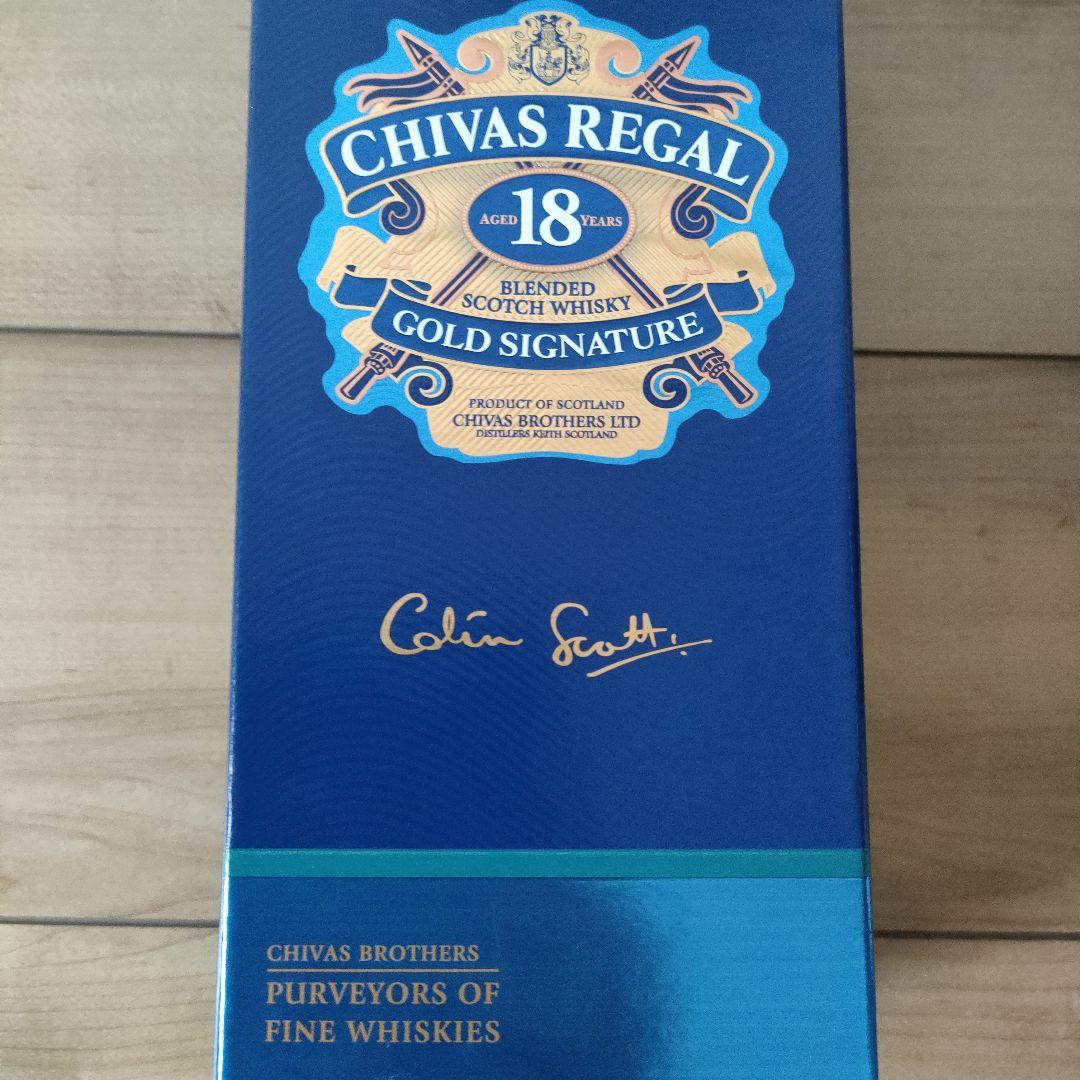 CHIVAS REGAL
AGED 18 YEARS
BLENDED
SCOTCH WHISKY
GOLD SIGNATURE
PRODUCT OF SCOTLAND
CHIVAS BROTHERS LTD
DISTILLERS KEITH SCOTLAND
Colin Scott.
CHIVAS BROTHERS
PURVEYORS OF
FINE WHISKIES